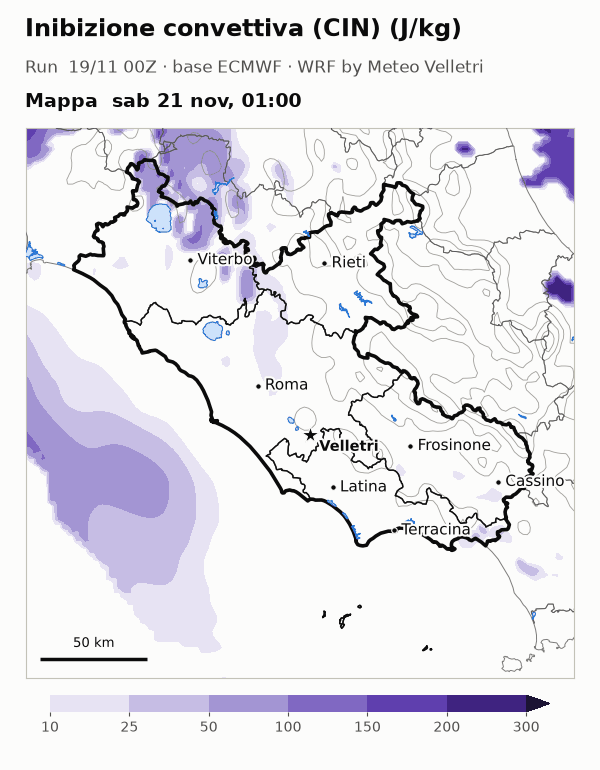 Inibizione convettiva (CIN) (J/kg)
Run  19/11 00Z · base ECMWF · WRF by Meteo Velletri
Mappa  sab 21 nov, 01:00
Viterbo
Rieti
Roma
Velletri
Frosinone
Cassino
Latina
Terracina
50 km
10 25 50 100 150 200 300